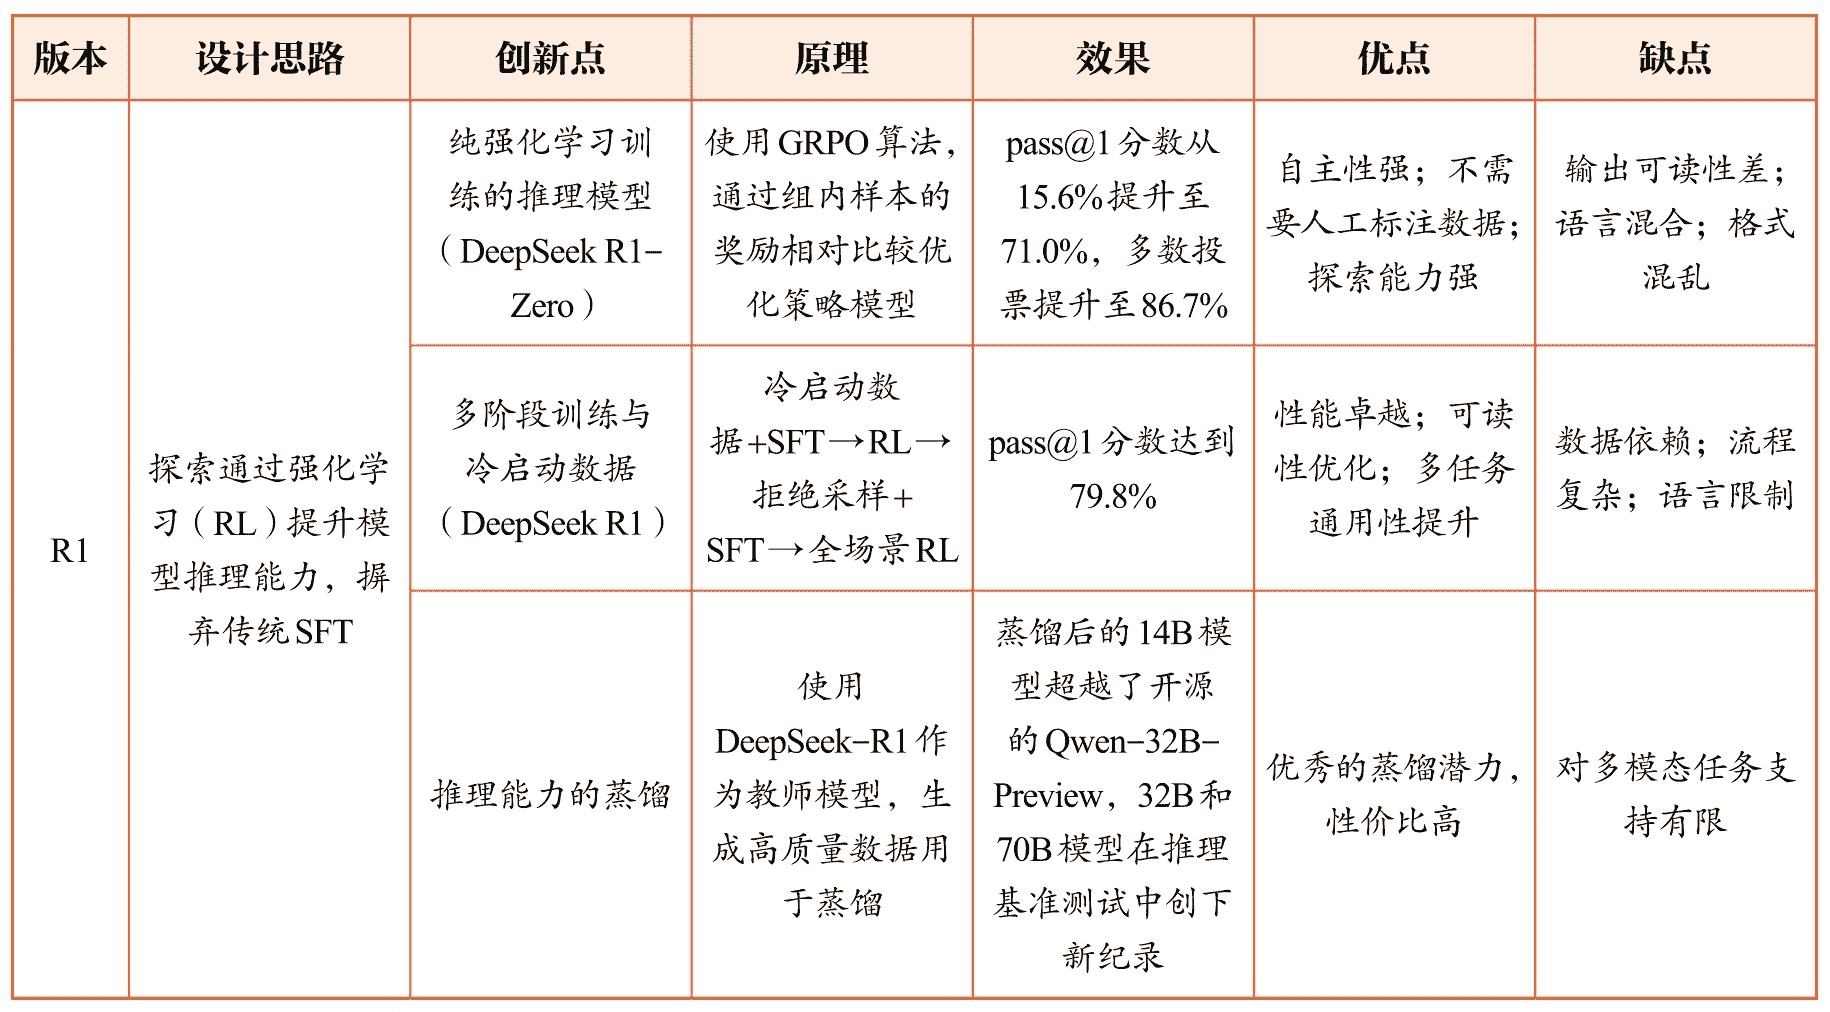 版本 设计思路 创新点 原理 效果 优点 缺点
R1
探索通过强化学
习（RL）提升模
型推理能力，摒
弃传统SFT
纯强化学习训
练的推理模型
（DeepSeek R1-
Zero）
使用GRPO算法，
通过组内样本的
奖励相对比较优
化策略模型
pass@1分数从
15.6%提升至
71.0%，多数投
票提升至86.7%
自主性强；不需
要人工标注数据；
探索能力强
输出可读性差；
语言混合；格式
混乱
多阶段训练与
冷启动数据
（DeepSeek R1）
冷启动数
据+SFT→RL→
拒绝采样+
SFT→全场景RL
pass@1分数达到
79.8%
性能卓越；可读
性优化；多任务
通用性提升
数据依赖；流程
复杂；语言限制
推理能力的蒸馏
使用
DeepSeek-R1作
为教师模型，生
成高质量数据用
于蒸馏
蒸馏后的14B模
型超越了开源
的Qwen-32B-
Preview，32B和
70B模型在推理
基准测试中创下
新纪录
优秀的蒸馏潜力，
性价比高
对多模态任务支
持有限